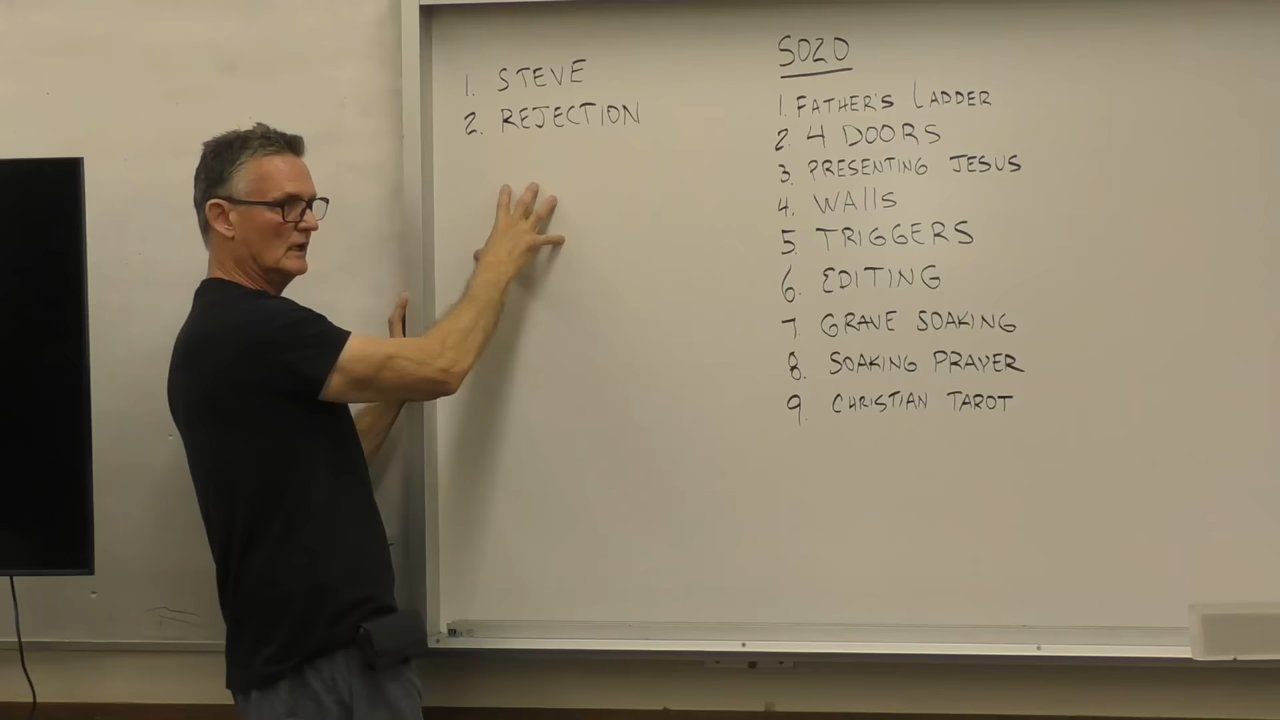 1. STEVE
2. REJECTION
SOZO
1. FATHER'S LADDER
2. 4 DOORS
3. PRESENTING JESUS
4. WAllS
5. TRIGGERS
6. EDITING
7 GRAVE SOAKING
8. SOAKING PRAYER
9. CHRISTIAN TAROT